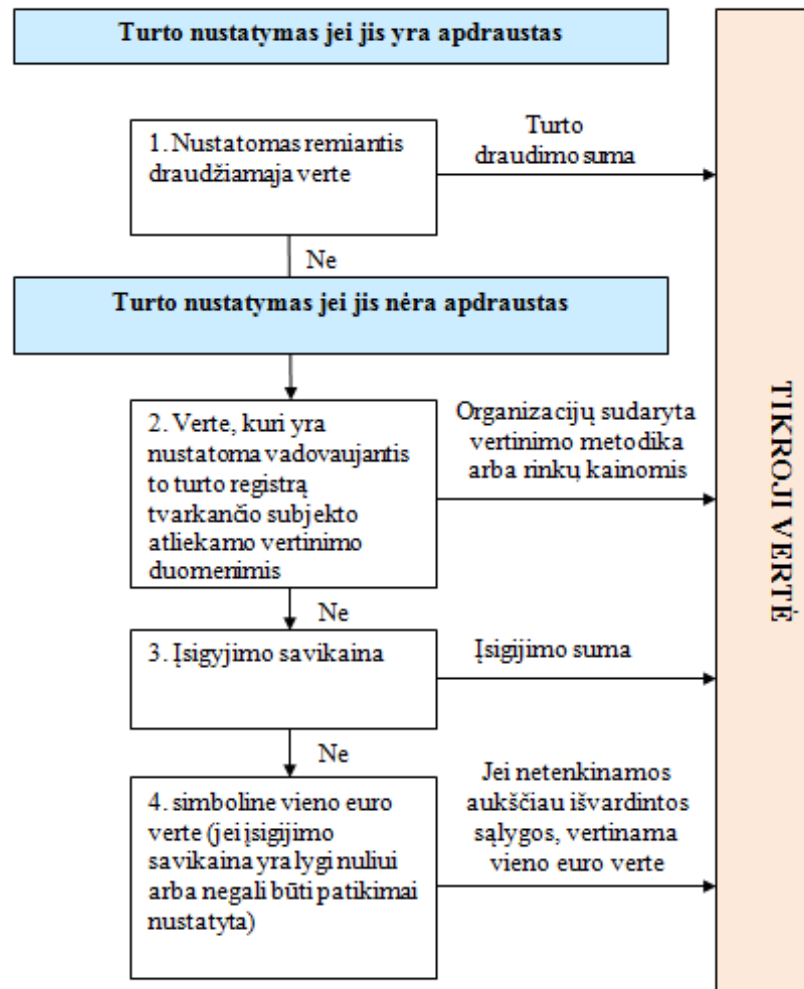 Turto nustatymas jei jis yra apdraustas
1. Nustatomas remiantis
draudžiamaja verte
Turto
draudimo suma
Ne
Turto nustatymas jei jis nėra apdraustas
2. Verte, kuri yra
nustatoma vadovaujantis
to turto registrą
tvarkančio subjekto
atliekamo vertinimo
duomenimis
Organizacijų sudaryta
vertinimo metodika
arba rinkų kainomis
Ne
3. Įsigyjimo savikaina
Įsigijimo suma
Ne
4. simboline vieno euro
verte (jei įsigijimo
savikaina yra lygi nuliui
arba negali būti patikimai
nustatyta)
Jei netenkinamos
aukščiau išvardintos
sąlygos, vertinama
vieno euro verte
TIKROJI VERTĖ